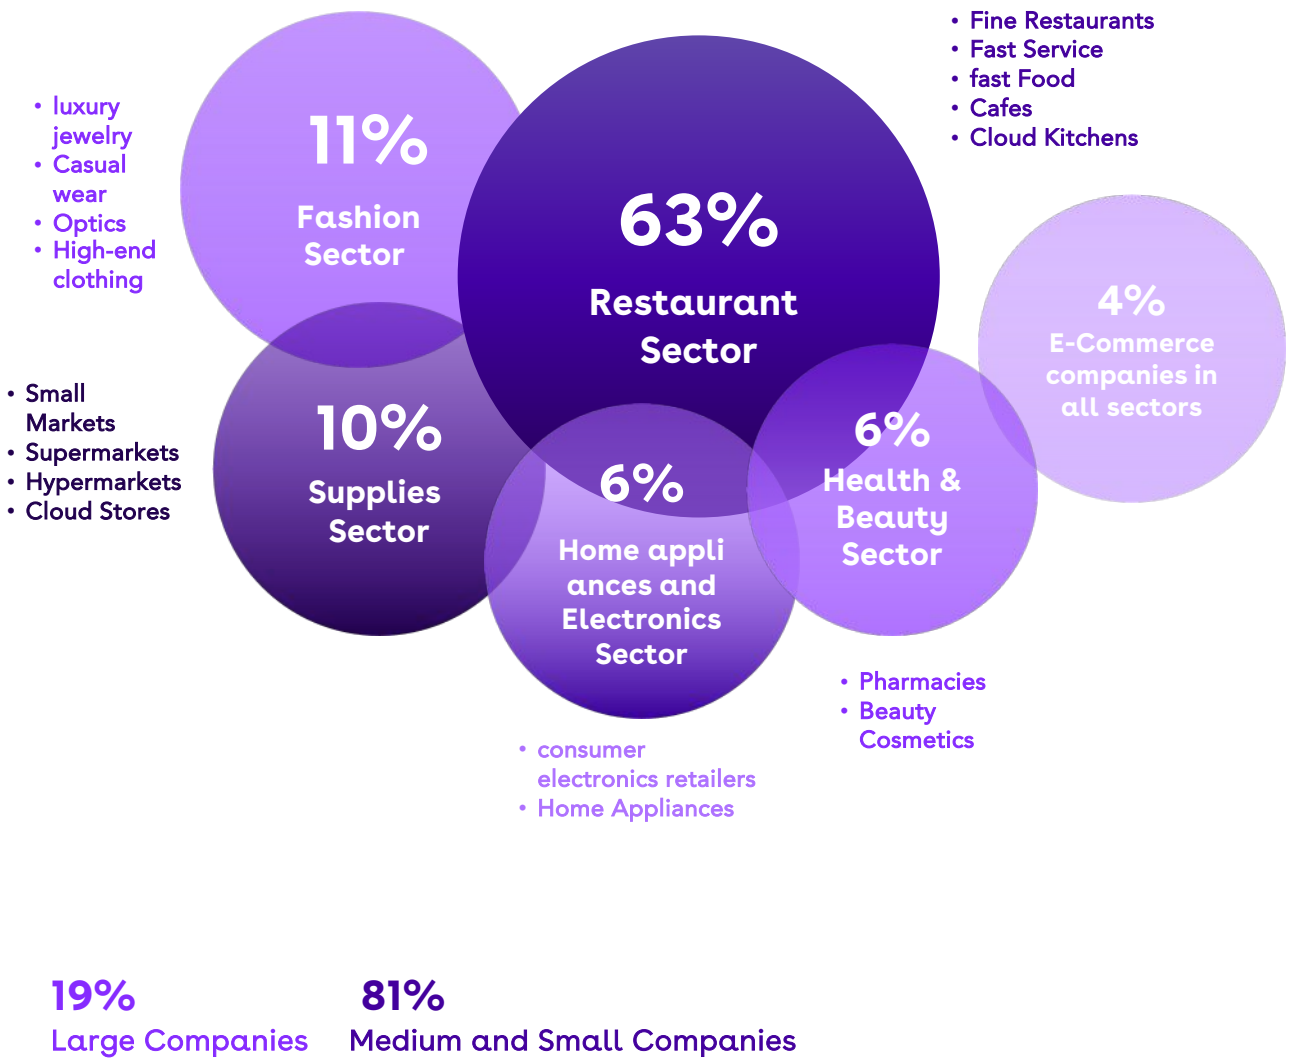 11%
Fashion
Sector
• luxury
jewelry
• Casual
wear
• Optics
• High-end
clothing
63%
Restaurant
Sector
• Fine Restaurants
• Fast Service
• fast Food
• Cafes
• Cloud Kitchens
4%
E-Commerce
companies in
all sectors
10%
Supplies
Sector
• Small
Markets
• Supermarkets
• Hypermarkets
• Cloud Stores
6%
Home appli
ances and
Electronics
Sector
• consumer
electronics retailers
• Home Appliances
6%
Health &
Beauty
Sector
• Pharmacies
• Beauty
Cosmetics
19%
Large Companies
81%
Medium and Small Companies